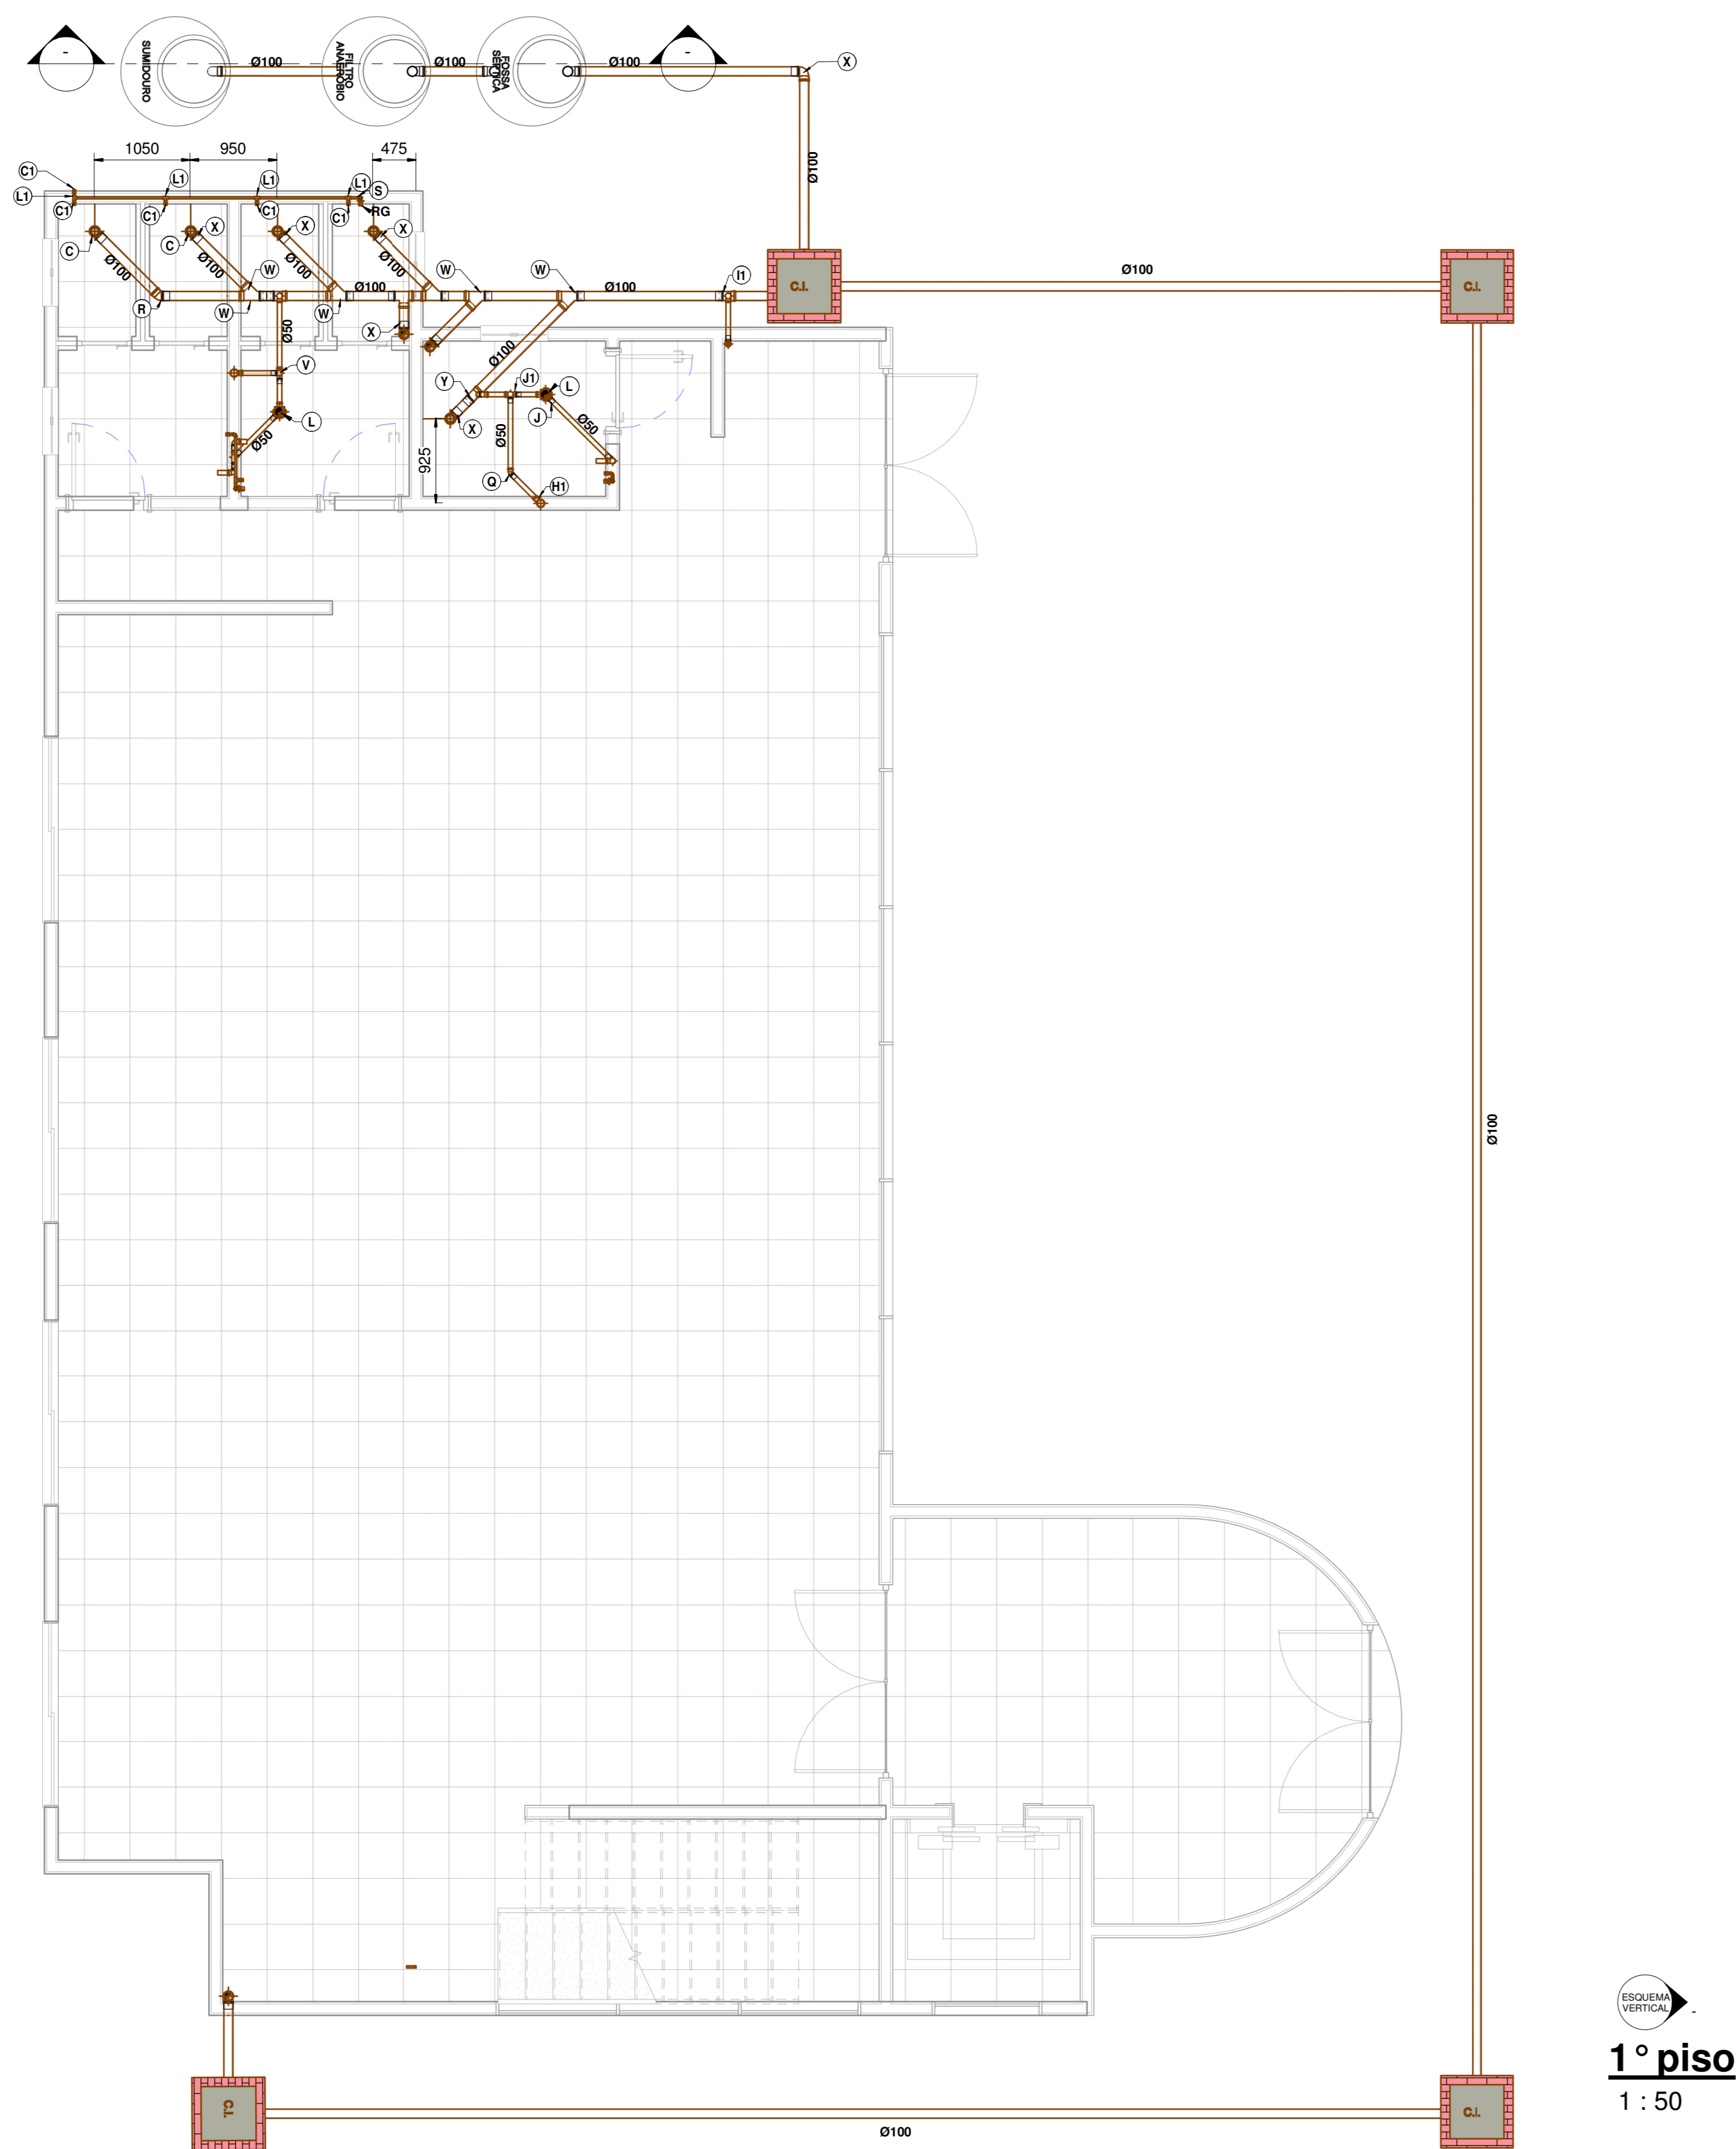 -
-
SUMIDOURO
Ø100
FILTRO
ANAERÓBIO
Ø100
FOSSA
SÉPTICA
Ø100
X
Ø100
1050
950
475
C1
L1
L1
L1
L1
S
C1
C1
C1
C1
RG
C
C
X
X
X
Ø100
Ø100
Ø100
Ø100
W
W
W
I1
Ø100
Ø100
R
W
W
X
C.I.
Ø100
C.I.
Ø50
V
Ø100
Y
J1
L
X
J
L
Ø50
Ø50
Ø50
925
Q
H1
Ø100
ESQUEMA
VERTICAL
-
1° piso
1 : 50
C.I.
C.I.
Ø100